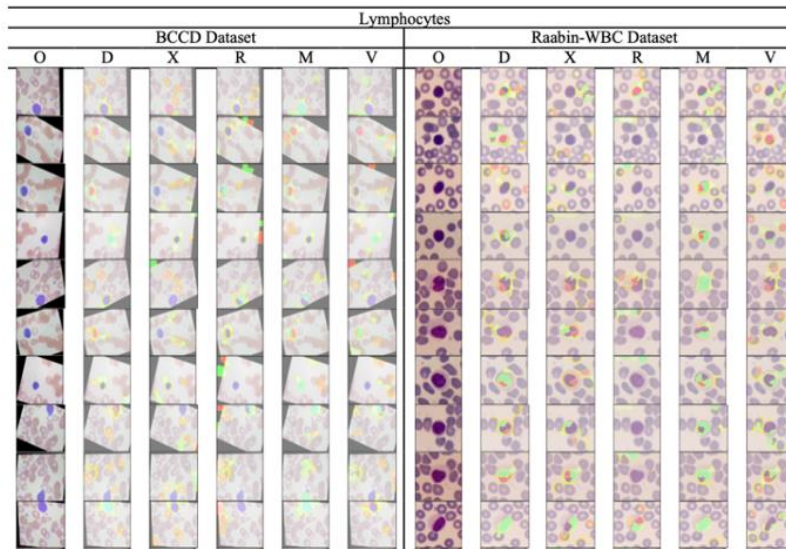 Lymphocytes
BCCD Dataset Raabin-WBC Dataset
O D X R M V O D X R M V